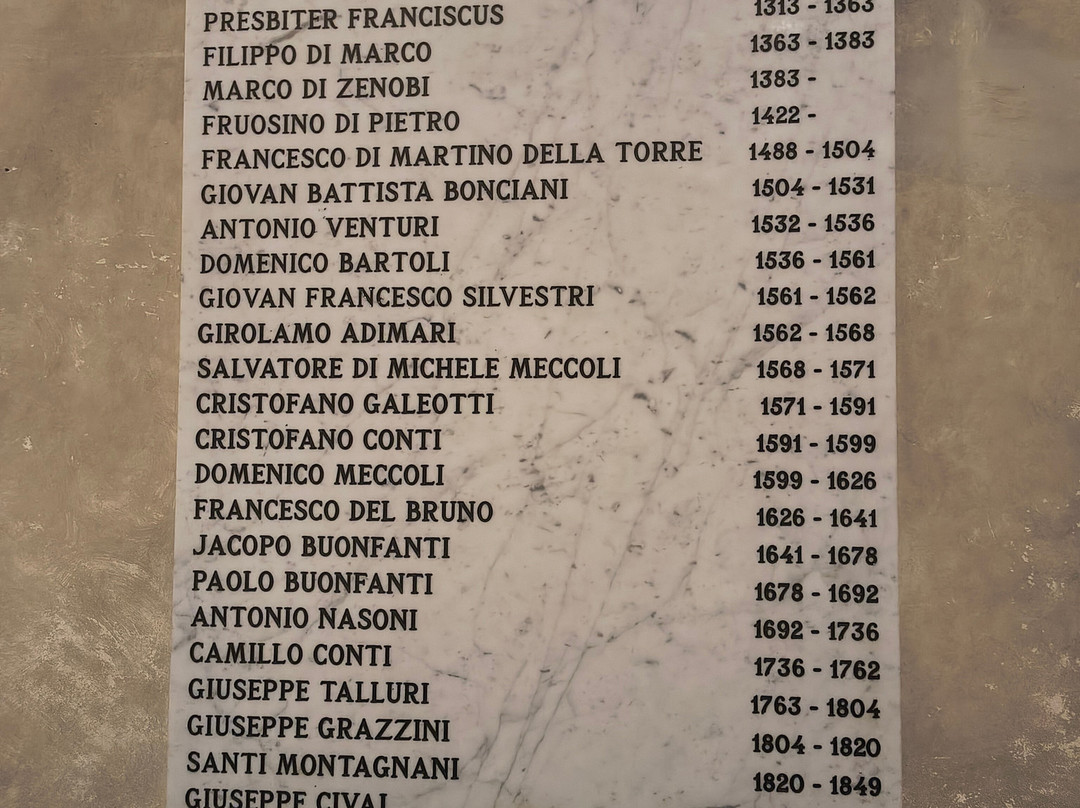 PRESBITER FRANCISCUS 1313 - 1363
FILIPPO DI MARCO 1363 - 1383
MARCO DI ZENOBI 1383 -
FRUOSINO DI PIETRO 1422 -
FRANCESCO DI MARTINO DELLA TORRE 1488 - 1504
GIOVAN BATTISTA BONCIANI 1504 - 1531
ANTONIO VENTURI 1532 - 1536
DOMENICO BARTOLI 1536 - 1561
GIOVAN FRANCESCO SILVESTRI 1561 - 1562
GIROLAMO ADIMARI 1562 - 1568
SALVATORE DI MICHELE MECCOLI 1568 - 1571
CRISTOFANO GALEOTTI 1571 - 1591
CRISTOFANO CONTI 1591 - 1599
DOMENICO MECCOLI 1599 - 1626
FRANCESCO DEL BRUNO 1626 - 1641
JACOPO BUONFANTI 1641 - 1678
PAOLO BUONFANTI 1678 - 1692
ANTONIO NASONI 1692 - 1736
CAMILLO CONTI 1736 - 1762
GIUSEPPE TALLURI 1763 - 1804
GIUSEPPE GRAZZINI 1804 - 1820
SANTI MONTAGNANI 1820 - 1849
GIUSEPPE